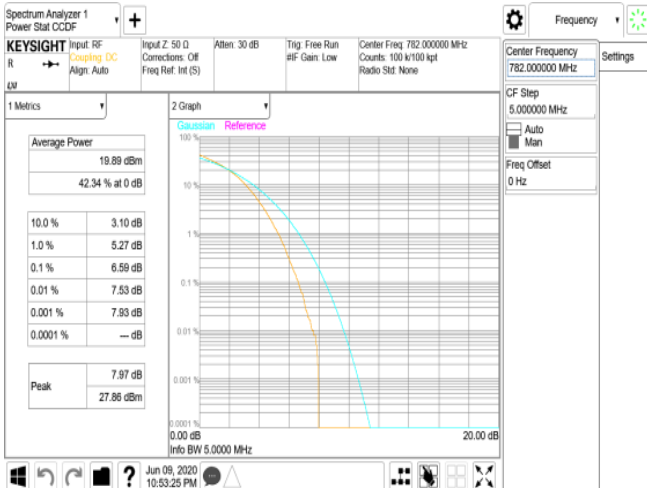 Spectrum Analyzer 1
Power Stat CCDF
Frequency
KEYSIGHT
R
LXI
Input: RF
Coupling: DC
Align: Auto
Input Z: 50 Ω
Corrections: Off
Freq Ref: Int (S)
Atten: 30 dB
Trig: Free Run
#IF Gain: Low
Center Freq: 782.000000 MHz
Counts: 100 k/100 kpt
Radio Std: None
Center Frequency
782.000000 MHz
Settings
CF Step
5.000000 MHz
Auto
Man
Freq Offset
0 Hz
1 Metrics
Average Power
19.89 dBm
42.34 % at 0 dB
10.0 % 3.10 dB
1.0 % 5.27 dB
0.1 % 6.59 dB
0.01 % 7.53 dB
0.001 % 7.93 dB
0.0001 % --- dB
Peak
7.97 dB
27.86 dBm
2 Graph
Gaussian Reference
100 %
10 %
1 %
0.1 %
0.01 %
0.001 %
0.0001 %
0.00 dB 20.00 dB
Info BW 5.0000 MHz
Jun 09, 2020
10:53:25 PM